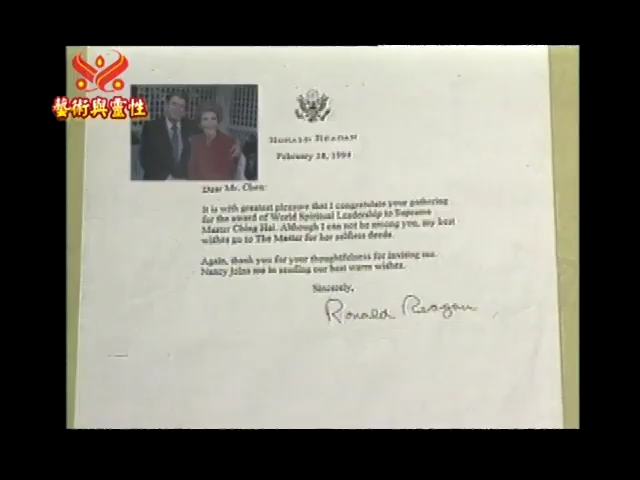 藝術與靈性
RONALD REAGAN
February 28, 1994
Dear Mr. Chen:
It is with greatest pleasure that I congratulate your gathering
for the award of World Spiritual Leadership to Supreme
Master Ching Hai. Although I can not be among you, my best
wishes go to The Master for her selfless deeds.
Again, thank you for your thoughtfulness for inviting me.
Nancy joins me in sending our best warm wishes.
Sincerely,
Ronald Reagan